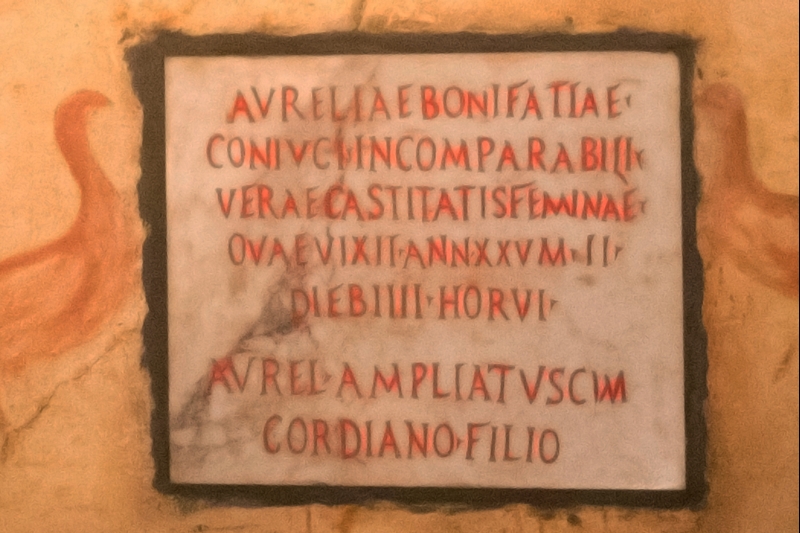 AVRELIAE BONIFATIAE·
CONIVGI·INCOMPARABILI·
VERAE CASTITATIS FEMINAE·
QVAE VIXIT·ANN·XXV M·II·
DIEB IIII·HOR VI·
AVREL·AMPLIATVS CVM
GORDIANO·FILIO